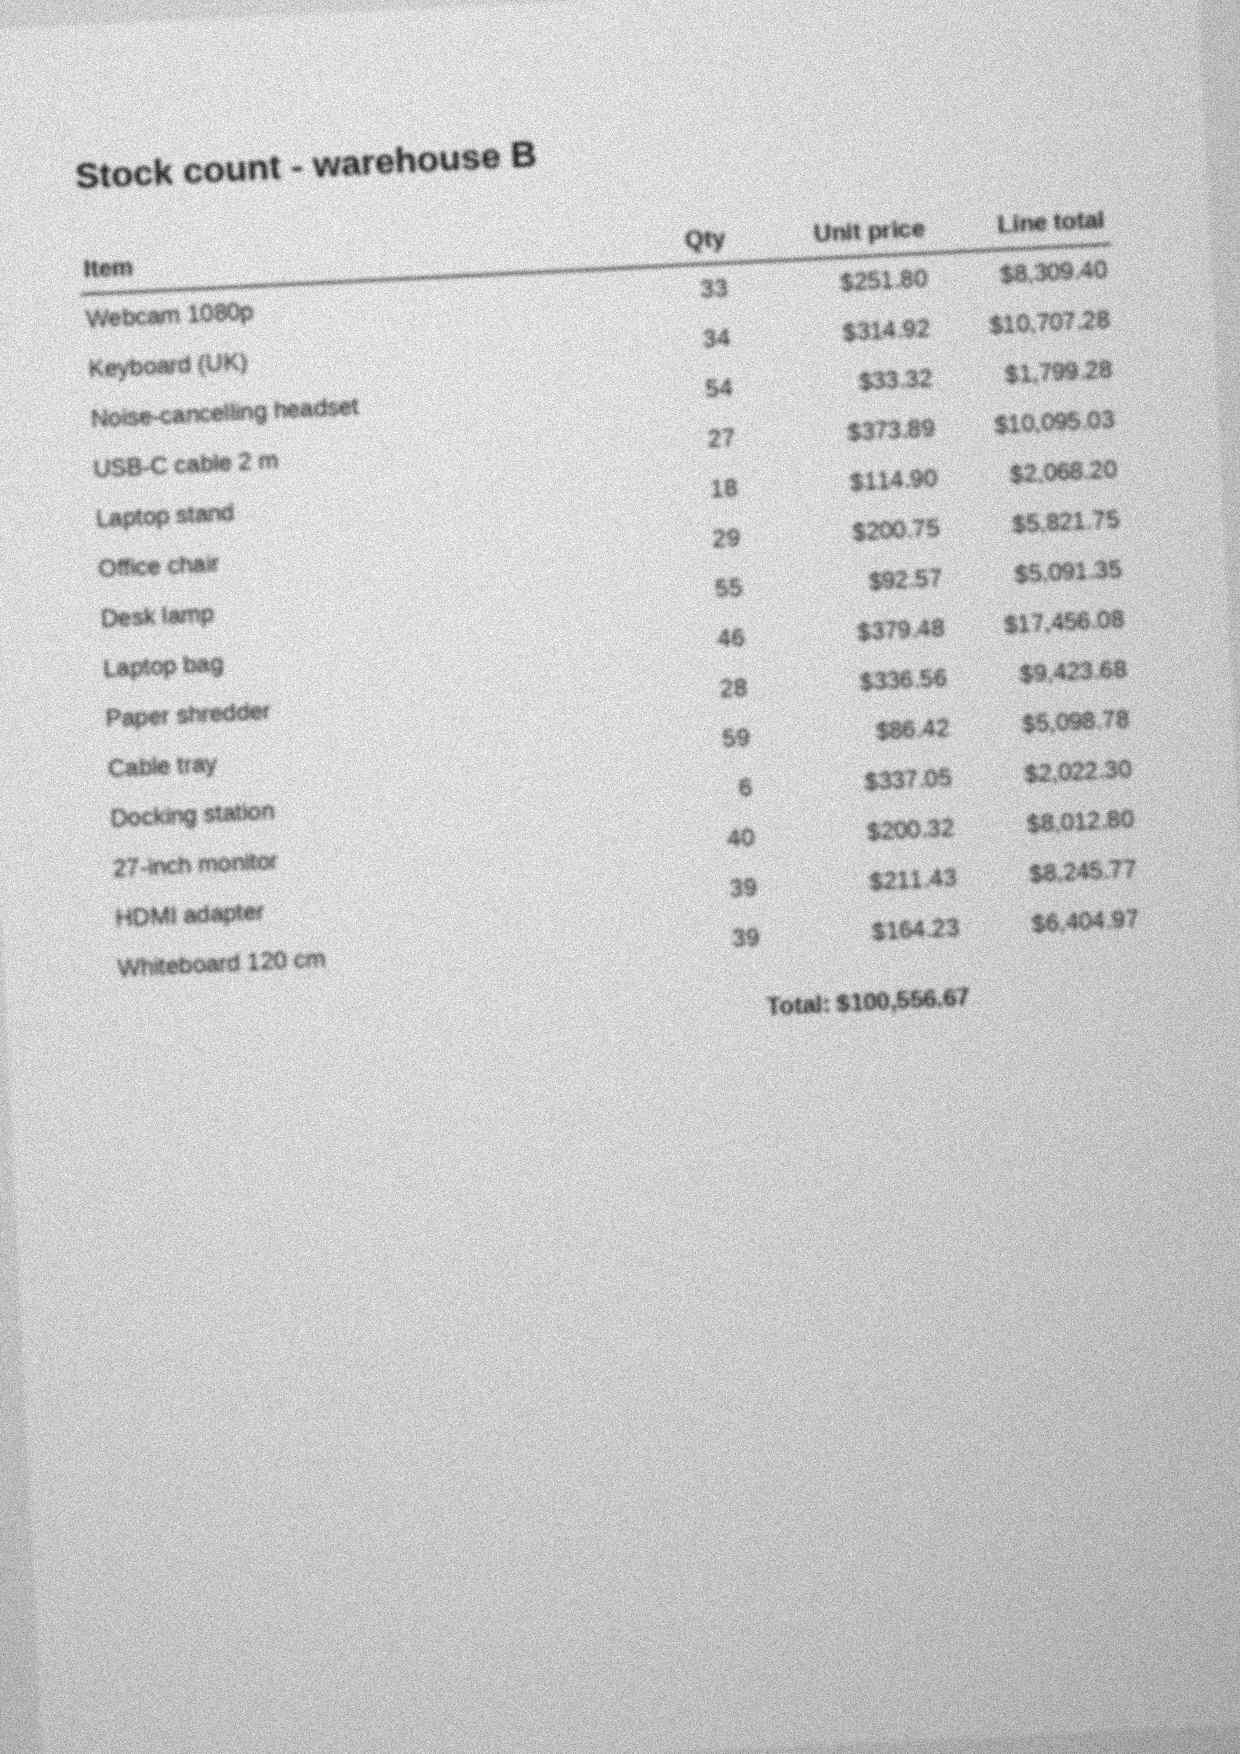 Stock count - warehouse B
Item Qty Unit price Line total
Webcam 1080p 33 $251.80 $8,309.40
Keyboard (UK) 34 $314.92 $10,707.28
Noise-cancelling headset 54 $33.32 $1,799.28
USB-C cable 2 m 27 $373.89 $10,095.03
Laptop stand 18 $114.90 $2,068.20
Office chair 29 $200.75 $5,821.75
Desk lamp 55 $92.57 $5,091.35
Laptop bag 46 $379.48 $17,456.08
Paper shredder 28 $336.56 $9,423.68
Cable tray 59 $86.42 $5,098.78
Docking station 6 $337.05 $2,022.30
27-inch monitor 40 $200.32 $8,012.80
HDMI adapter 39 $211.43 $8,245.77
Whiteboard 120 cm 39 $164.23 $6,404.97
Total: $100,556.67